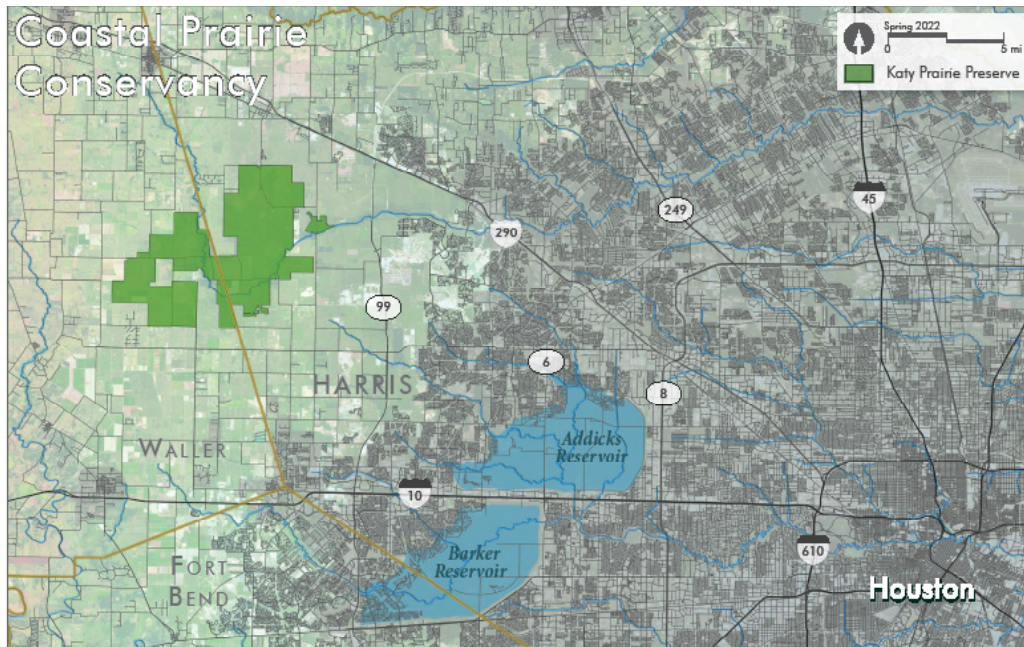 Coastal Prairie
Conservancy
Spring 2022
0
5 mi
Katy Prairie Preserve
45
249
290
99
6
HARRIS
8
WALLER
Addicks
Reservoir
10
Barker
Reservoir
610
FORT
BEND
Houston